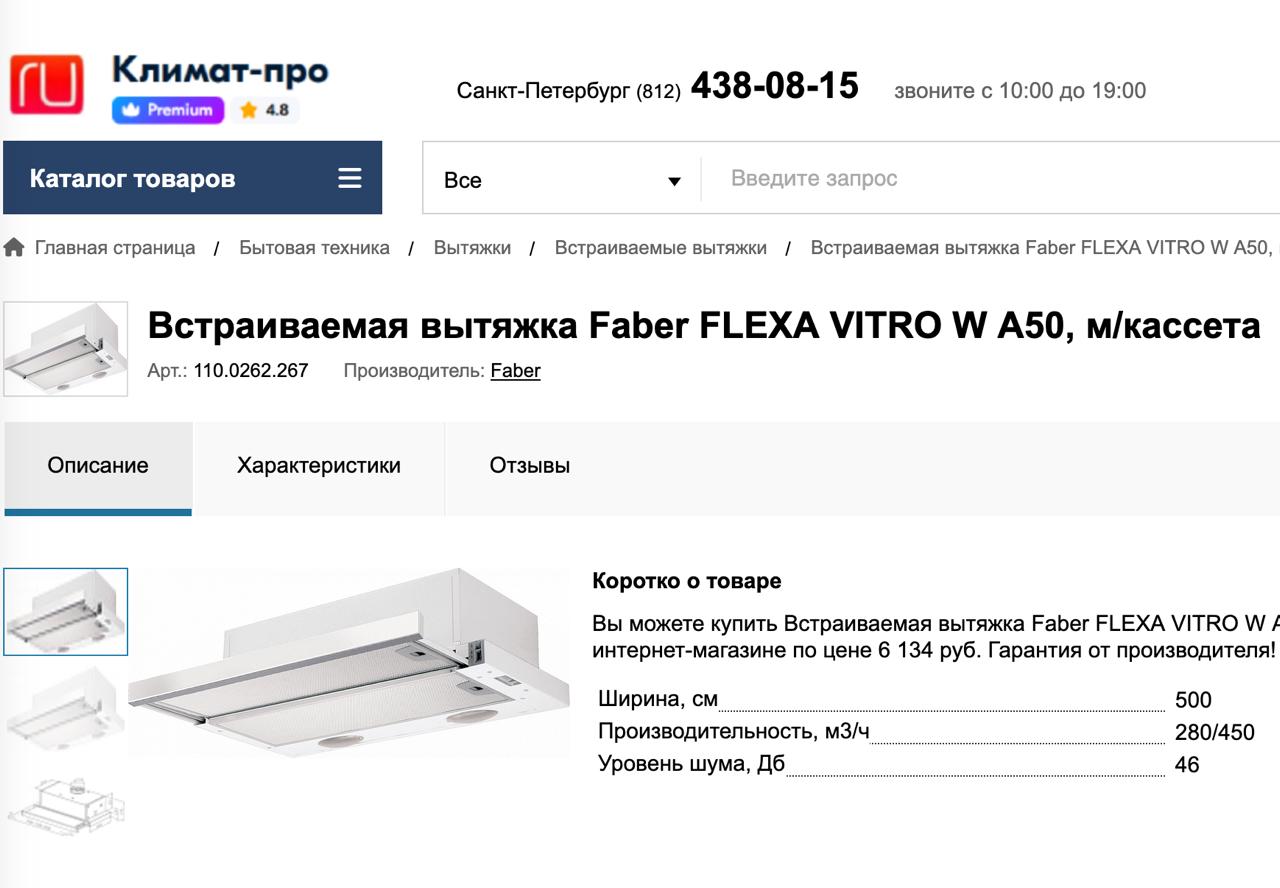 Климат-про
Premium 4.8
Санкт-Петербург (812) 438-08-15 звоните с 10:00 до 19:00
Каталог товаров
Все Введите запрос
Главная страница / Бытовая техника / Вытяжки / Встраиваемые вытяжки / Встраиваемая вытяжка Faber FLEXA VITRO W A50,
Встраиваемая вытяжка Faber FLEXA VITRO W A50, м/кассета
Арт.: 110.0262.267 Производитель: Faber
Описание Характеристики Отзывы
Коротко о товаре
Вы можете купить Встраиваемая вытяжка Faber FLEXA VITRO W A
интернет-магазине по цене 6 134 руб. Гарантия от производителя!
Ширина, см 500
Производительность, м3/ч 280/450
Уровень шума, Дб 46